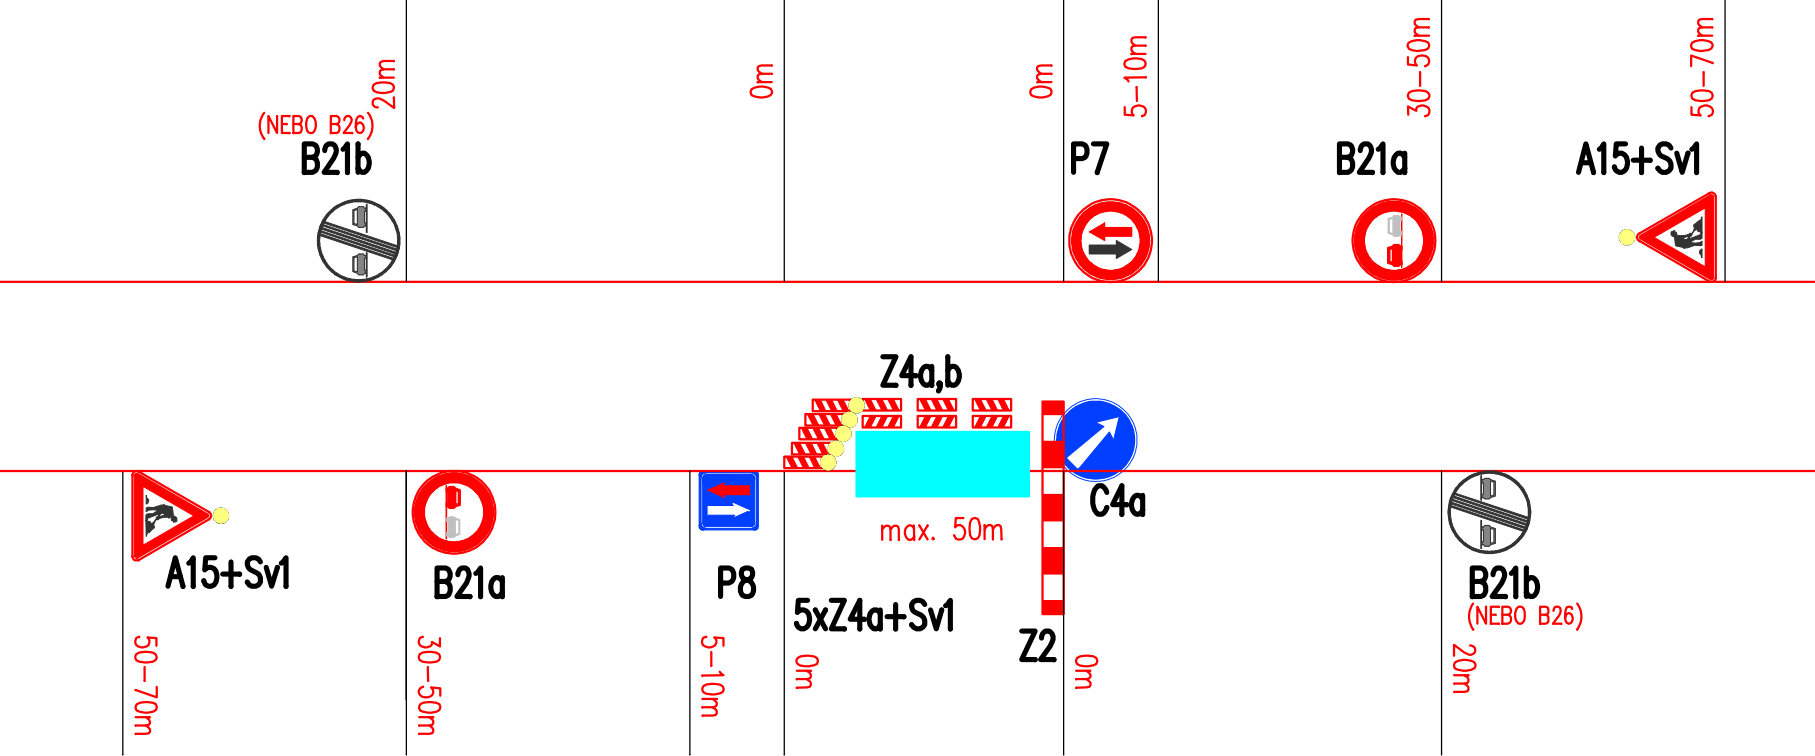 20m
0m
0m
5-10m
30-50m
50-70m
(NEBO B26)
B21b
P7
B21a
A15+Sv1
Z4a,b
C4a
max. 50m
A15+Sv1
B21a
P8
5xZ4a+Sv1
Z2
B21b
(NEBO B26)
50-70m
30-50m
5-10m
0m
0m
20m